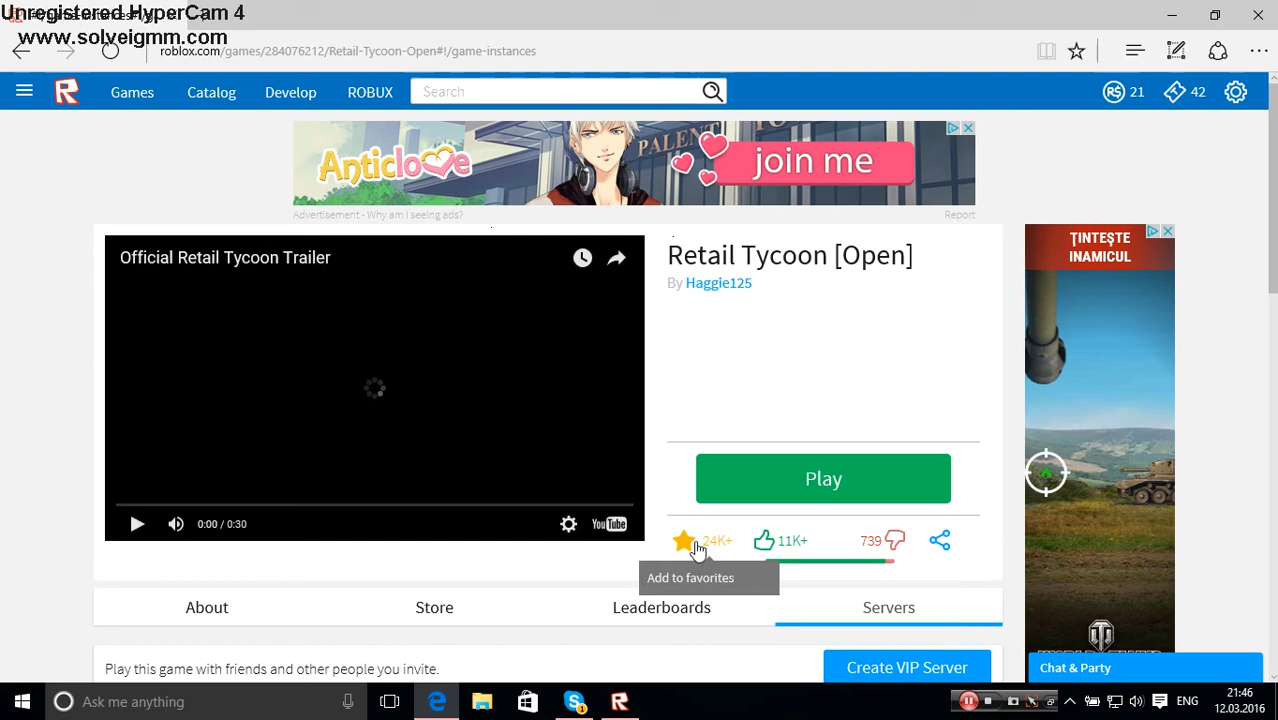 Unregistered HyperCam 4
www.solveigmm.com
roblox.com/games/284076212/Retail-Tycoon-Open#!/game-instances
Games
Catalog
Develop
ROBUX
Search
R$ 21
42
Anticlove
PALEN
join me
Advertisement - Why am I seeing ads?
Report
Official Retail Tycoon Trailer
0:00 / 0:30
YouTube
Retail Tycoon [Open]
By Haggie125
Play
24K+
11K+
739
Add to favorites
ŢINTEŞTE
INAMICUL
About
Store
Leaderboards
Servers
Play this game with friends and other people you invite.
Create VIP Server
Chat & Party
Ask me anything
ENG
21:46
12.03.2016